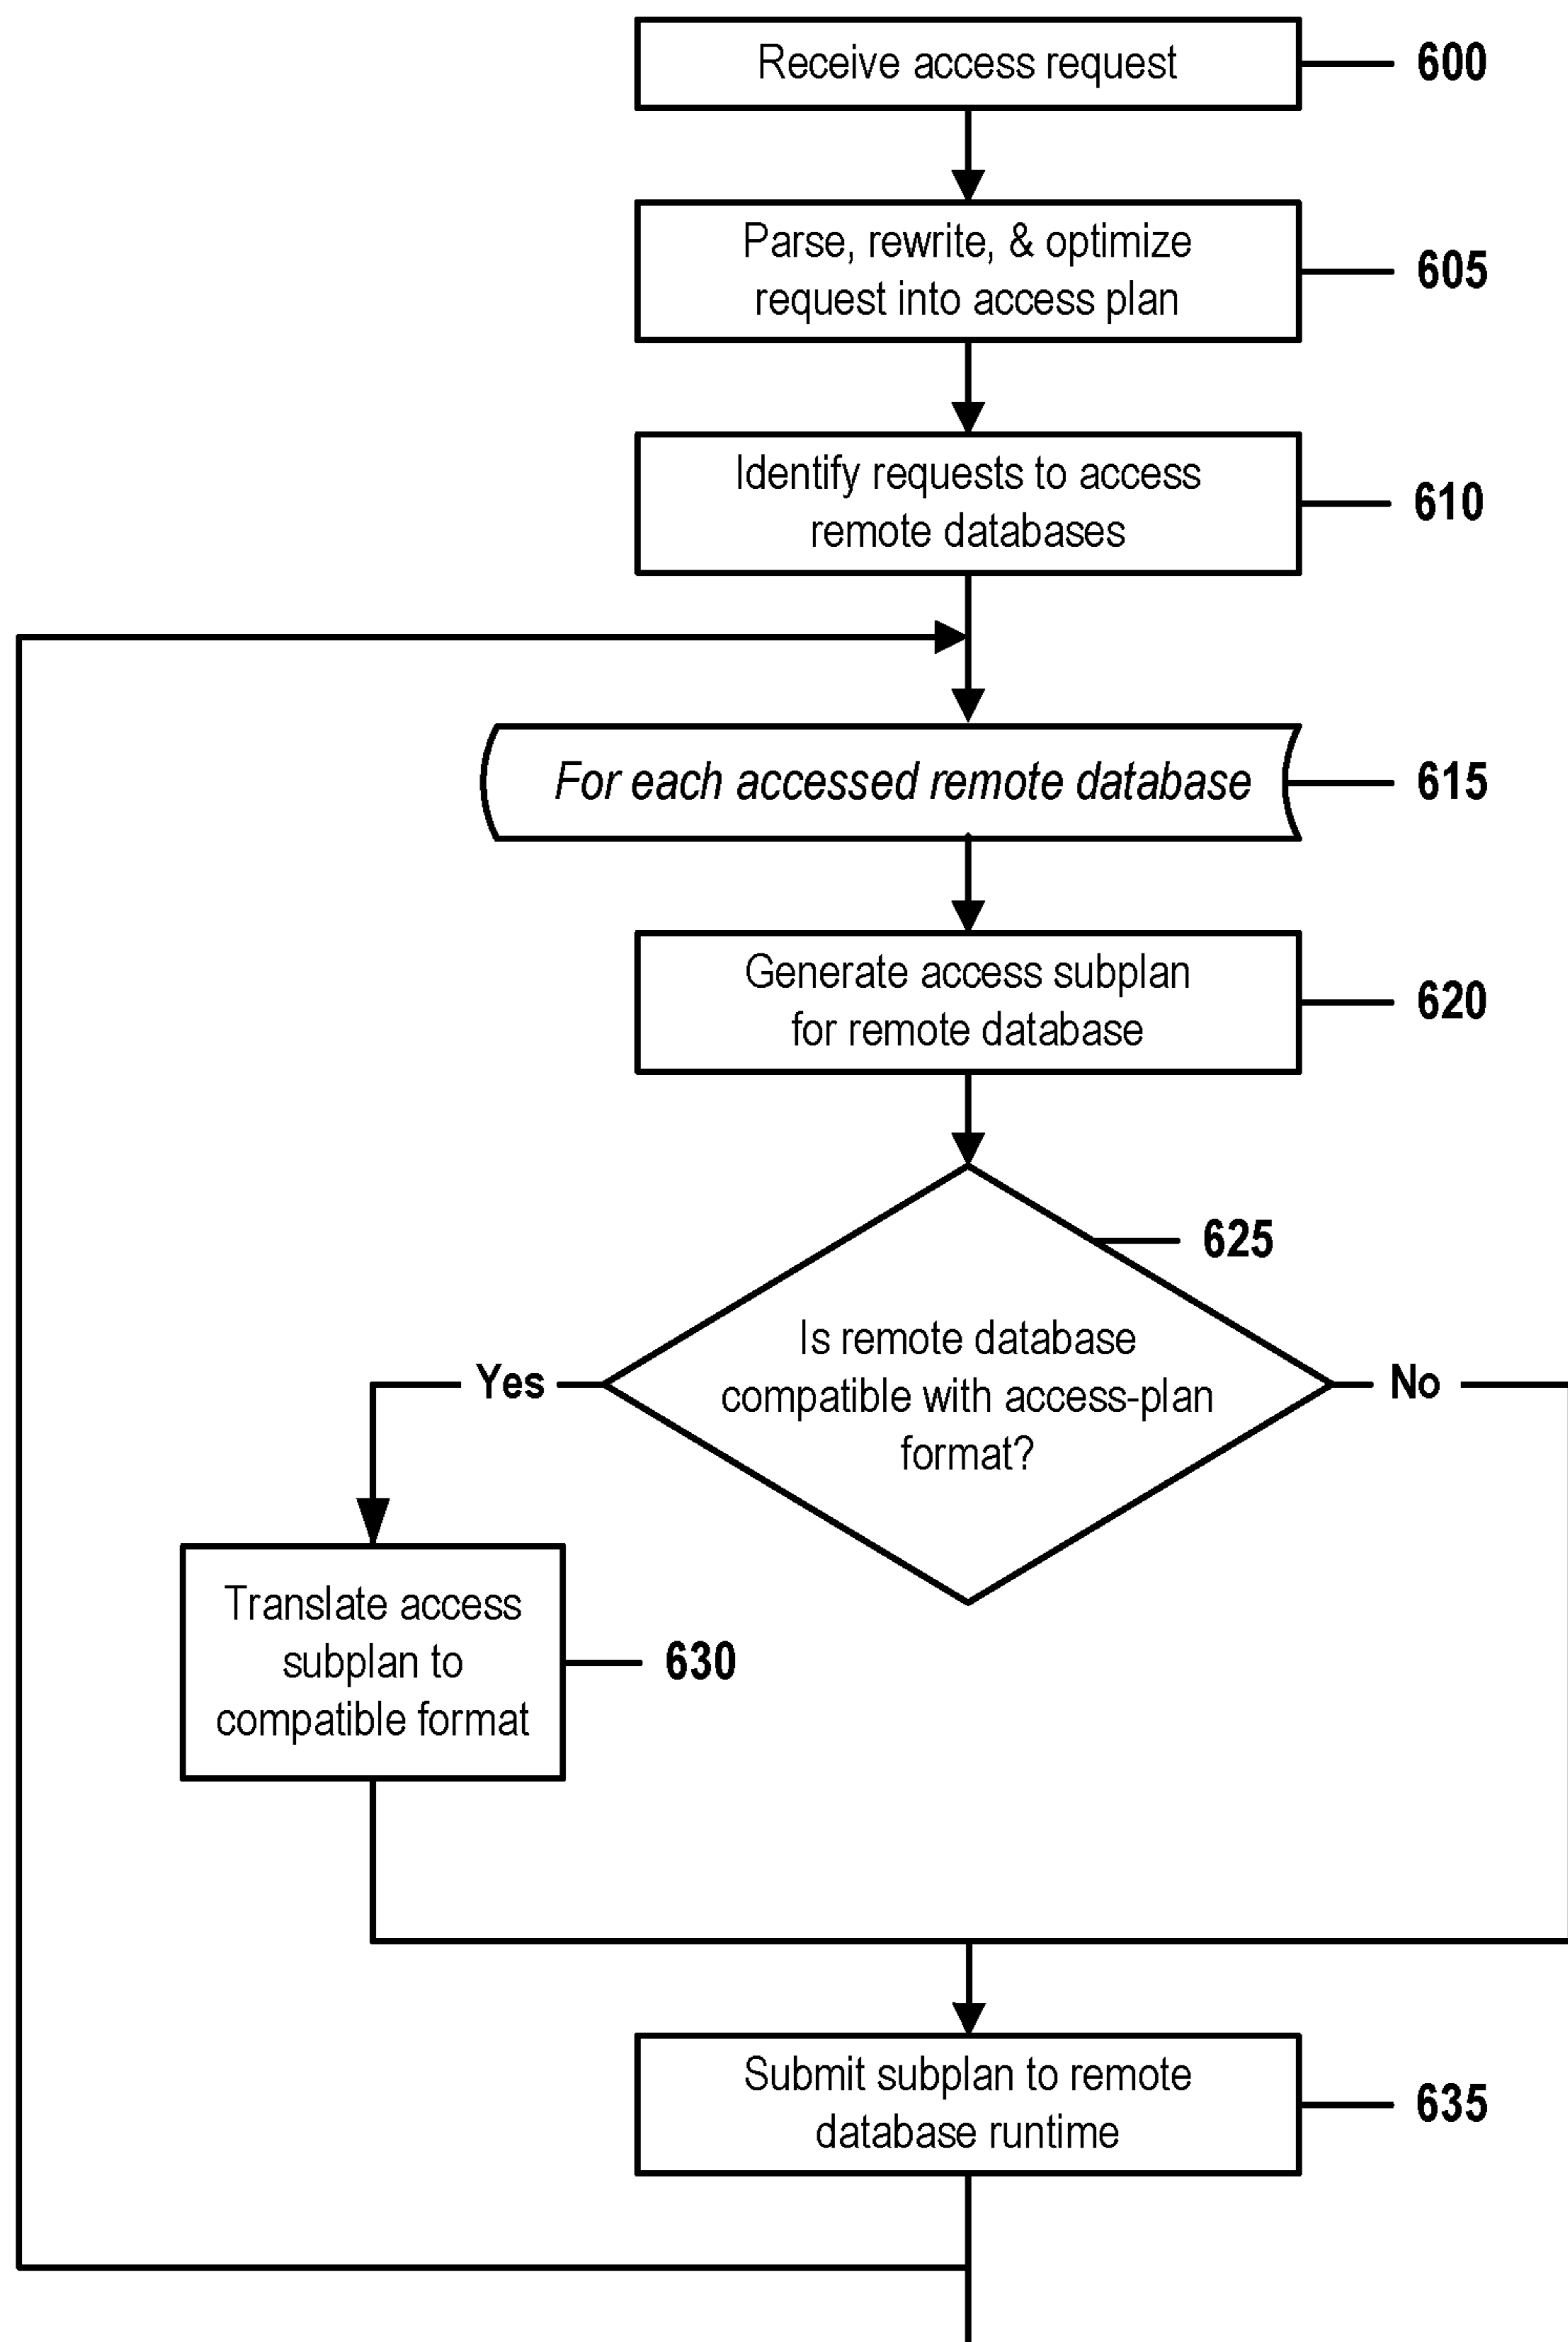 Receive access request
600
Parse, rewrite, & optimize
request into access plan
605
Identify requests to access
remote databases
610
For each accessed remote database
615
Generate access subplan
for remote database
620
625
Is remote database
compatible with access-plan
format?
Yes
No
Translate access
subplan to
compatible format
630
Submit subplan to remote
database runtime
635